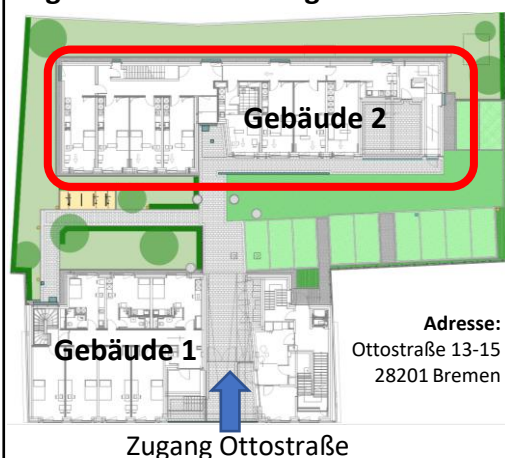 Gebäude 2
Gebäude 1
Adresse:
Ottostraße 13-15
28201 Bremen
Zugang Ottostraße